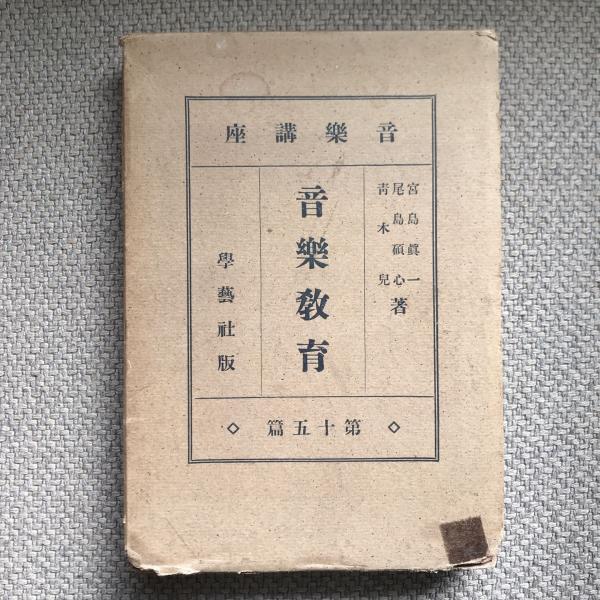 音樂講座
宮島眞一
尾島碩心
青木兒
著
音樂教育
學藝社版
◇ 第十五篇 ◇